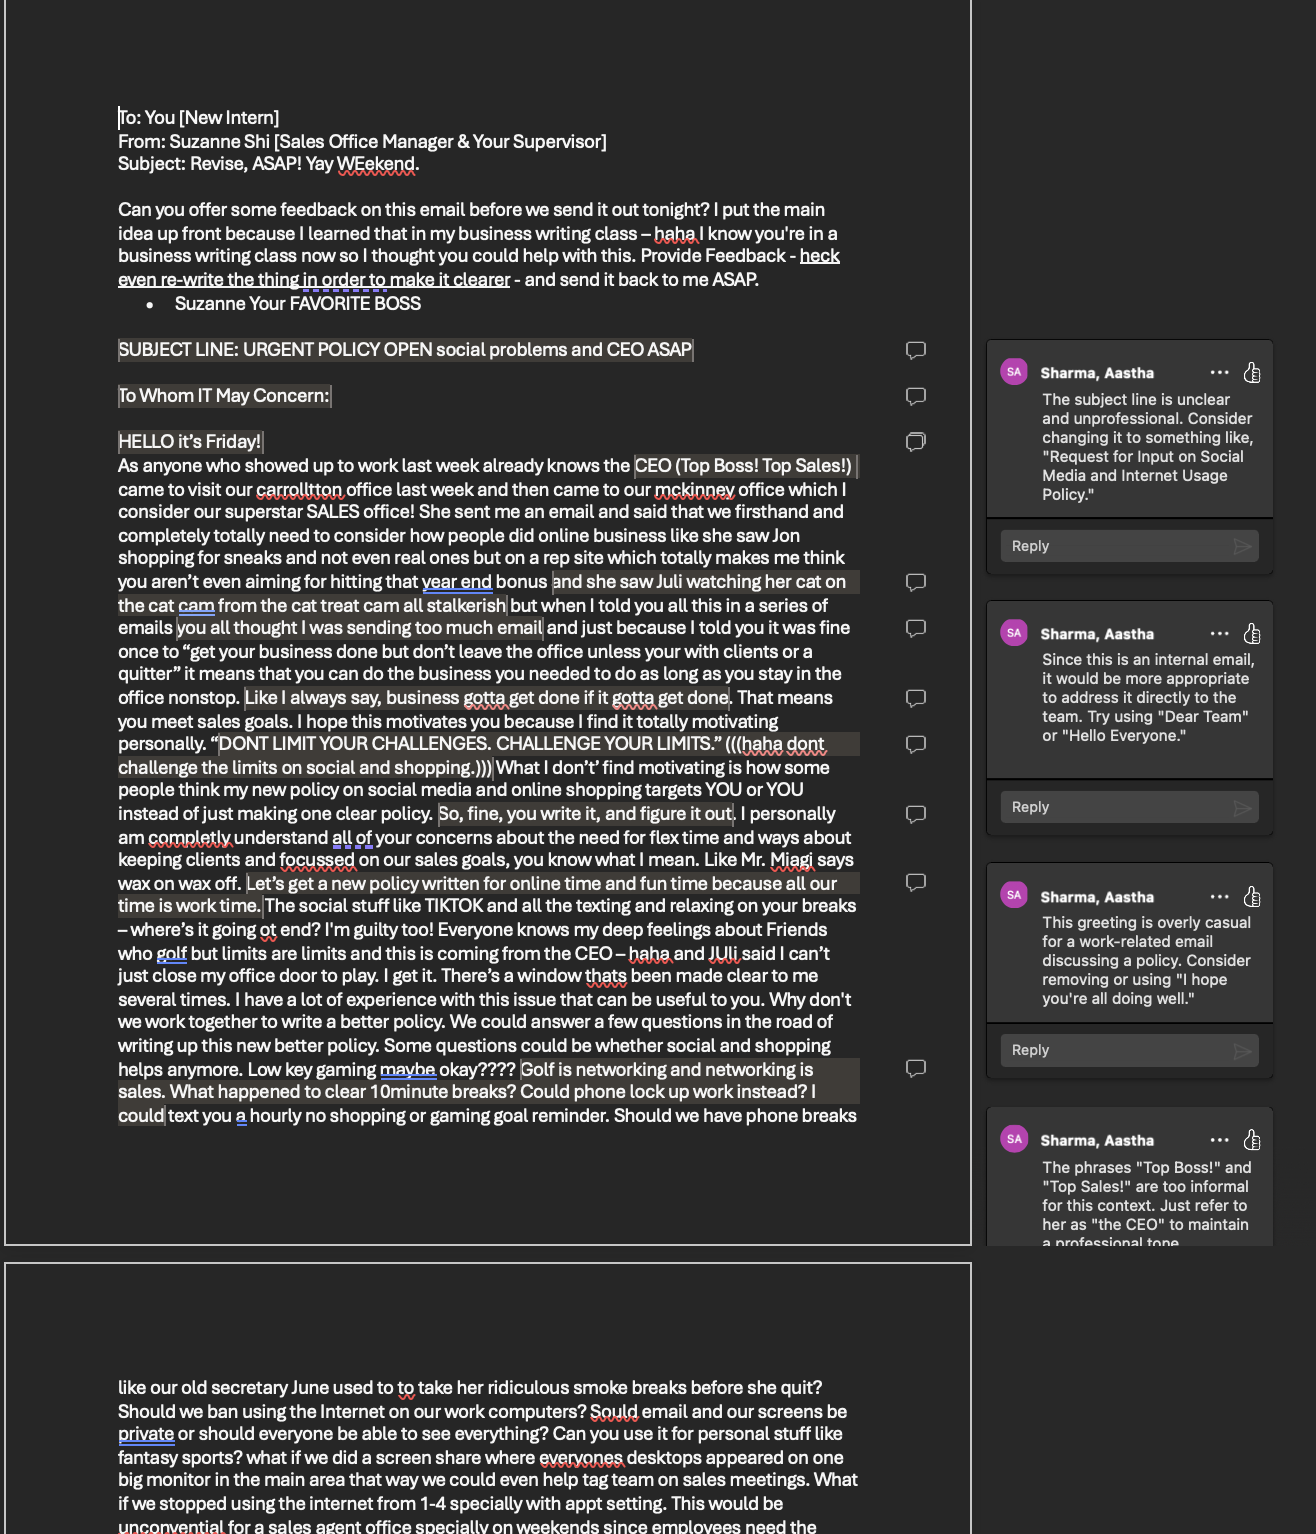 To: You [New Intern]
From: Suzanne Shi [Sales Office Manager & Your Supervisor]
Subject: Revise, ASAP! Yay WEekend.
Can you offer some feedback on this email before we send it out tonight? I put the main
idea up front because I learned that in my business writing class – haha I know you're in a
business writing class now so I thought you could help with this. Provide Feedback - heck
even re-write the thing in order to make it clearer - and send it back to me ASAP.
• Suzanne Your FAVORITE BOSS
SUBJECT LINE: URGENT POLICY OPEN social problems and CEO ASAP
To Whom IT May Concern:
HELLO it's Friday!
As anyone who showed up to work last week already knows the CEO (Top Boss! Top Sales!)
came to visit our carrolltton office last week and then came to our mckinney office which I
consider our superstar SALES office! She sent me an email and said that we firsthand and
completely totally need to consider how people did online business like she saw Jon
shopping for sneaks and not even real ones but on a rep site which totally makes me think
you aren't even aiming for hitting that year end bonus and she saw Juli watching her cat on
the cat cam from the cat treat cam all stalkerish but when I told you all this in a series of
emails you all thought I was sending too much email and just because I told you it was fine
once to “get your business done but don't leave the office unless your with clients or a
quitter” it means that you can do the business you needed to do as long as you stay in the
office nonstop. Like I always say, business gotta get done if it gotta get done. That means
you meet sales goals. I hope this motivates you because I find it totally motivating
personally. “DONT LIMIT YOUR CHALLENGES. CHALLENGE YOUR LIMITS.” (((haha dont
challenge the limits on social and shopping.))) What I don't' find motivating is how some
people think my new policy on social media and online shopping targets YOU or YOU
instead of just making one clear policy. So, fine, you write it, and figure it out. I personally
am completly understand all of your concerns about the need for flex time and ways about
keeping clients and focussed on our sales goals, you know what I mean. Like Mr. Miagi says
wax on wax off. Let's get a new policy written for online time and fun time because all our
time is work time. The social stuff like TIKTOK and all the texting and relaxing on your breaks
– where's it going ot end? I'm guilty too! Everyone knows my deep feelings about Friends
who golf but limits are limits and this is coming from the CEO – haha and JUli said I can't
just close my office door to play. I get it. There's a window thats been made clear to me
several times. I have a lot of experience with this issue that can be useful to you. Why don't
we work together to write a better policy. We could answer a few questions in the road of
writing up this new better policy. Some questions could be whether social and shopping
helps anymore. Low key gaming maybe okay???? Golf is networking and networking is
sales. What happened to clear 10minute breaks? Could phone lock up work instead? I
could text you a hourly no shopping or gaming goal reminder. Should we have phone breaks
SA Sharma, Aastha ...
The subject line is unclear
and unprofessional. Consider
changing it to something like,
"Request for Input on Social
Media and Internet Usage
Policy."
Reply
SA Sharma, Aastha ...
Since this is an internal email,
it would be more appropriate
to address it directly to the
team. Try using "Dear Team"
or "Hello Everyone."
Reply
SA Sharma, Aastha ...
This greeting is overly casual
for a work-related email
discussing a policy. Consider
removing or using "I hope
you're all doing well."
Reply
SA Sharma, Aastha ...
The phrases "Top Boss!" and
"Top Sales!" are too informal
for this context. Just refer to
her as "the CEO" to maintain
a professional tone
like our old secretary June used to to take her ridiculous smoke breaks before she quit?
Should we ban using the Internet on our work computers? Sould email and our screens be
private or should everyone be able to see everything? Can you use it for personal stuff like
fantasy sports? what if we did a screen share where everyones desktops appeared on one
big monitor in the main area that way we could even help tag team on sales meetings. What
if we stopped using the internet from 1-4 specially with appt setting. This would be
unconvential for a sales agent office specially on weekends since employees need the